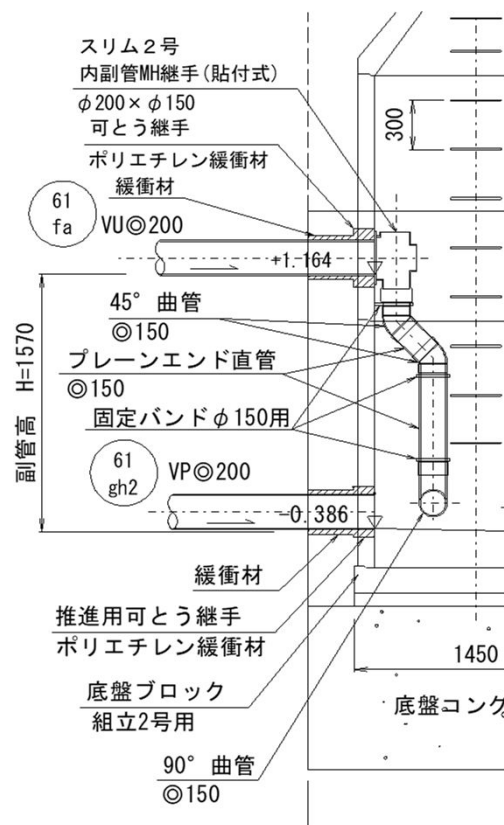 スリム２号
内副管MH継手(貼付式)
φ200×φ150
可とう継手
ポリエチレン緩衝材
緩衝材
300
61
fa
VU◎200
+1.164
45° 曲管
◎150
プレーンエンド直管
◎150
固定バンドφ150用
副管高 H=1570
61
gh2
VP◎200
-0.386
緩衝材
推進用可とう継手
ポリエチレン緩衝材
1450
底盤ブロック
組立2号用
底盤コンク
90° 曲管
◎150